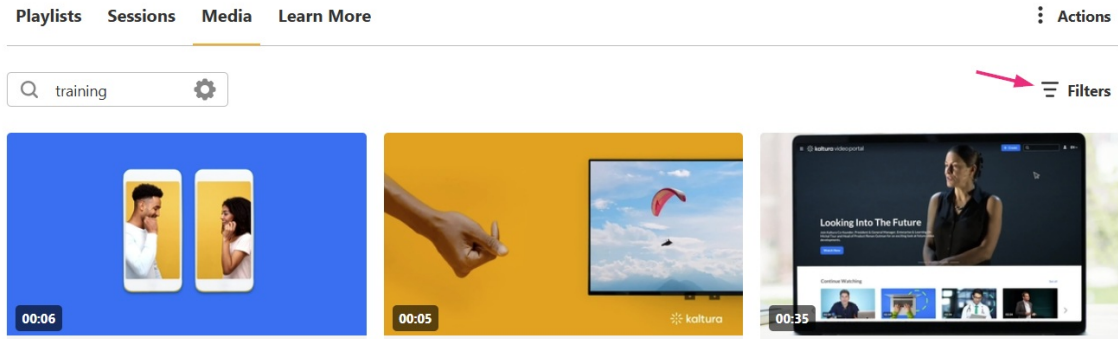 Playlists Sessions Media Learn More Actions
training Filters
kaltura videoportal
Looking Into The Future
Continue Watching
kaltura
00:06 00:05 00:35